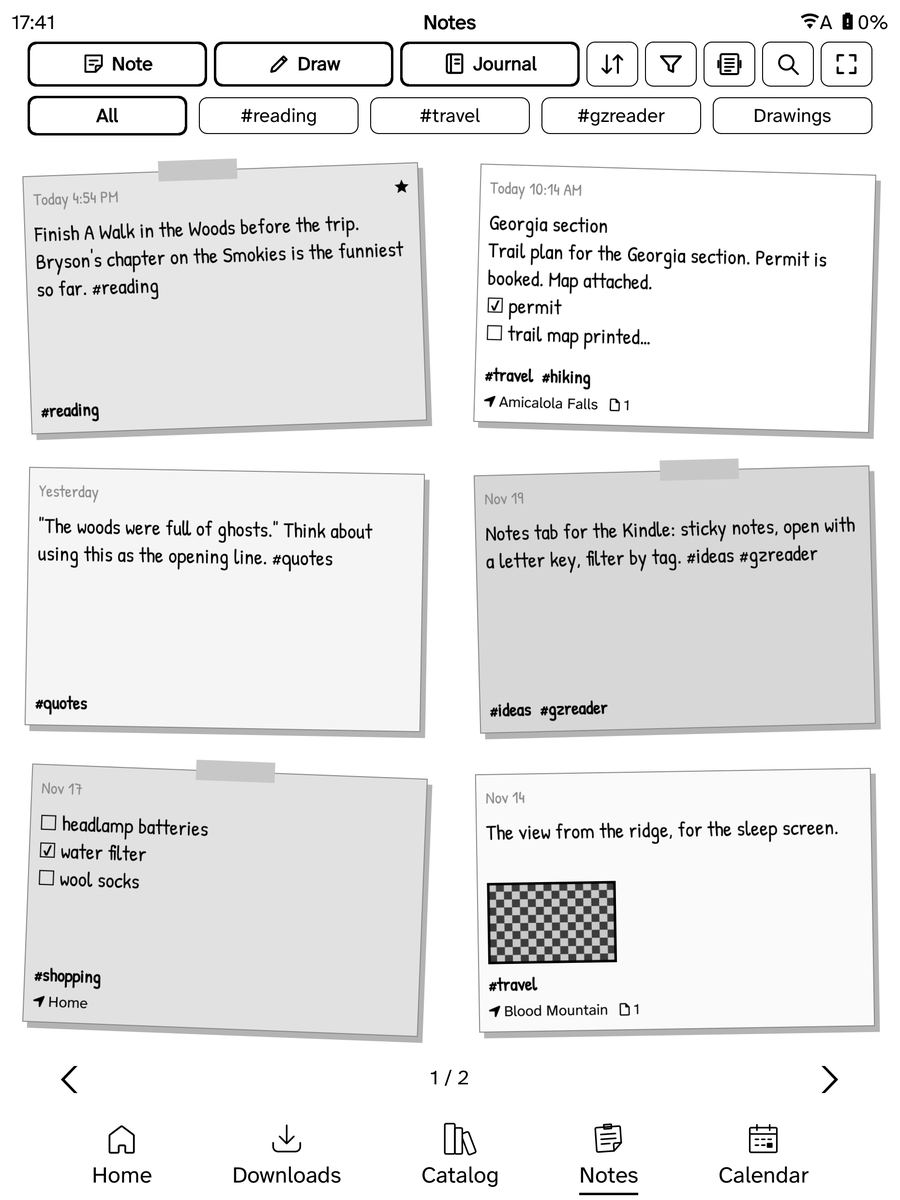 17:41 Notes A 0%
Note Draw Journal
All #reading #travel #gzreader Drawings
Today 4:54 PM
Finish A Walk in the Woods before the trip.
Bryson's chapter on the Smokies is the funniest
so far. #reading
#reading
Today 10:14 AM
Georgia section
Trail plan for the Georgia section. Permit is
booked. Map attached.
☑ permit
☐ trail map printed...
#travel #hiking
Amicalola Falls 1
Yesterday
"The woods were full of ghosts." Think about
using this as the opening line. #quotes
#quotes
Nov 19
Notes tab for the Kindle: sticky notes, open with
a letter key, filter by tag. #ideas #gzreader
#ideas #gzreader
Nov 17
☐ headlamp batteries
☑ water filter
☐ wool socks
#shopping
Home
Nov 14
The view from the ridge, for the sleep screen.
#travel
Blood Mountain 1
1 / 2
Home Downloads Catalog Notes Calendar